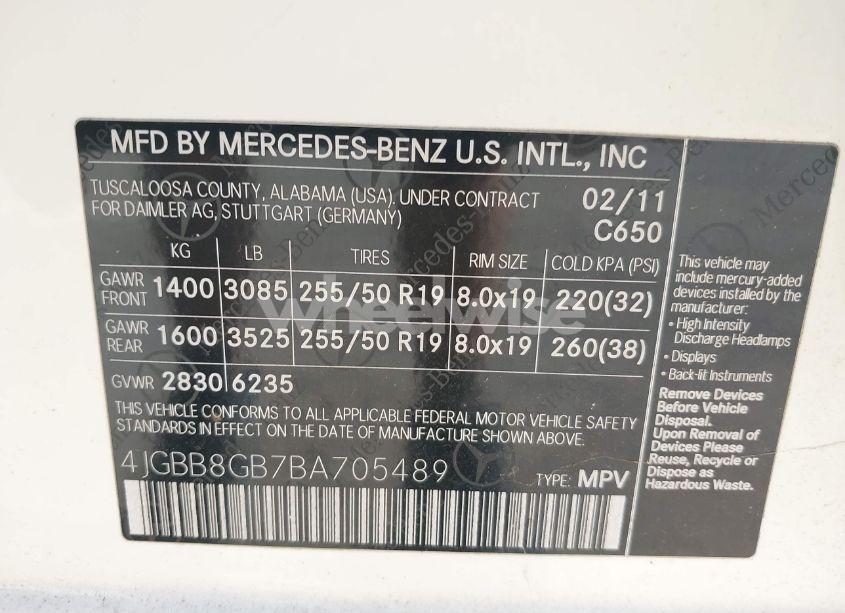 MFD BY MERCEDES-BENZ U.S. INTL., INC
TUSCALOOSA COUNTY, ALABAMA (USA). UNDER CONTRACT
FOR DAIMLER AG, STUTTGART (GERMANY)
02/11
C650
KG LB TIRES RIM SIZE COLD KPA (PSI)
GAWR FRONT 1400 3085 255/50 R19 8.0x19 220(32)
GAWR REAR 1600 3525 255/50 R19 8.0x19 260(38)
GVWR 2830 6235
THIS VEHICLE CONFORMS TO ALL APPLICABLE FEDERAL MOTOR VEHICLE SAFETY
STANDARDS IN EFFECT ON THE DATE OF MANUFACTURE SHOWN ABOVE.
4JGBB8GB7BA705489
TYPE: MPV
This vehicle may
include mercury-added
devices installed by the
manufacturer:
• High Intensity
Discharge Headlamps
• Displays
• Back-lit Instruments
Remove Devices
Before Vehicle
Disposal.
Upon Removal of
Devices Please
Reuse, Recycle or
Dispose as
Hazardous Waste.
wheelwise
Mercedes-Benz